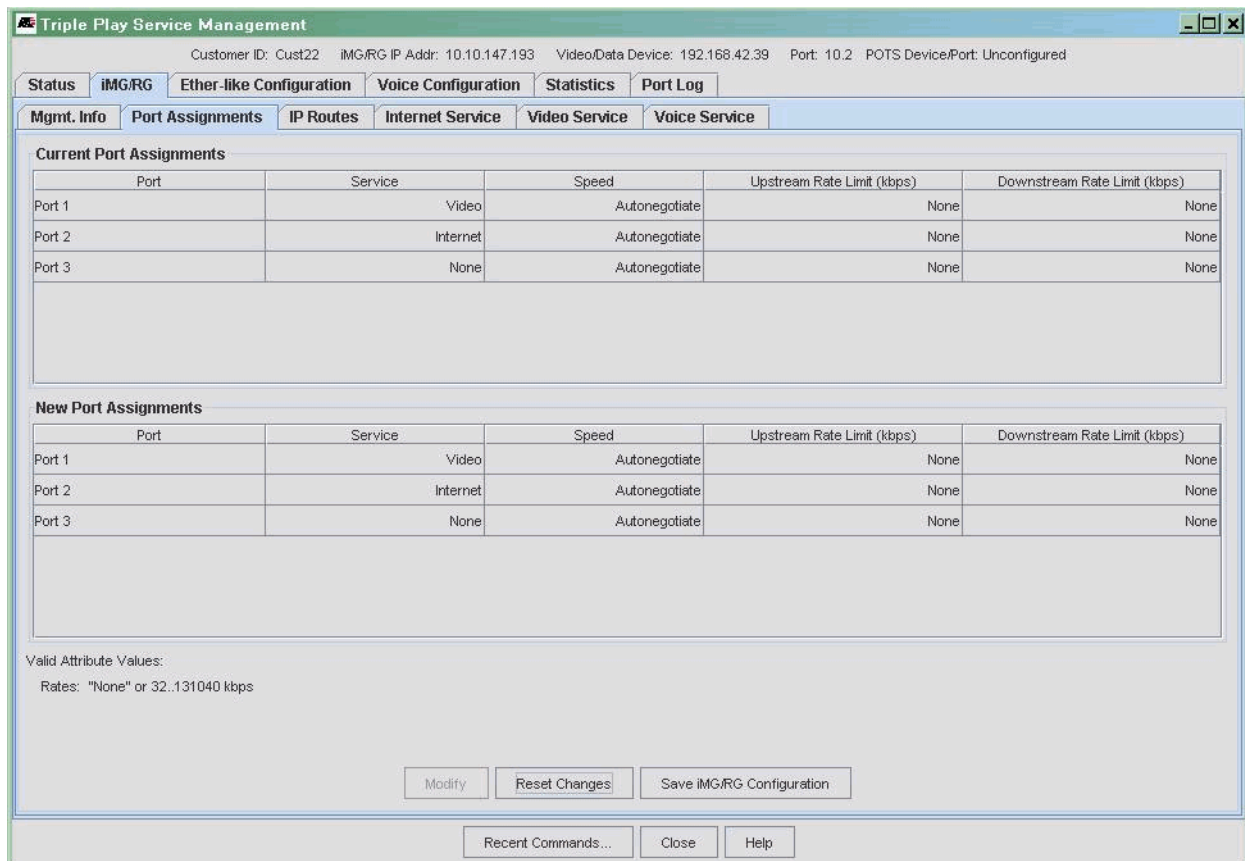 Triple Play Service Management
Customer ID: Cust22 iMG/RG IP Addr: 10.10.147.193 Video/Data Device: 192.168.42.39 Port: 10.2 POTS Device/Port: Unconfigured
Status iMG/RG Ether-like Configuration Voice Configuration Statistics Port Log
Mgmt. Info Port Assignments IP Routes Internet Service Video Service Voice Service
Current Port Assignments
Port Service Speed Upstream Rate Limit (kbps) Downstream Rate Limit (kbps)
Port 1 Video Autonegotiate None None
Port 2 Internet Autonegotiate None None
Port 3 None Autonegotiate None None
New Port Assignments
Port Service Speed Upstream Rate Limit (kbps) Downstream Rate Limit (kbps)
Port 1 Video Autonegotiate None None
Port 2 Internet Autonegotiate None None
Port 3 None Autonegotiate None None
Valid Attribute Values:
Rates: "None" or 32..131040 kbps
Modify Reset Changes Save iMG/RG Configuration
Recent Commands... Close Help